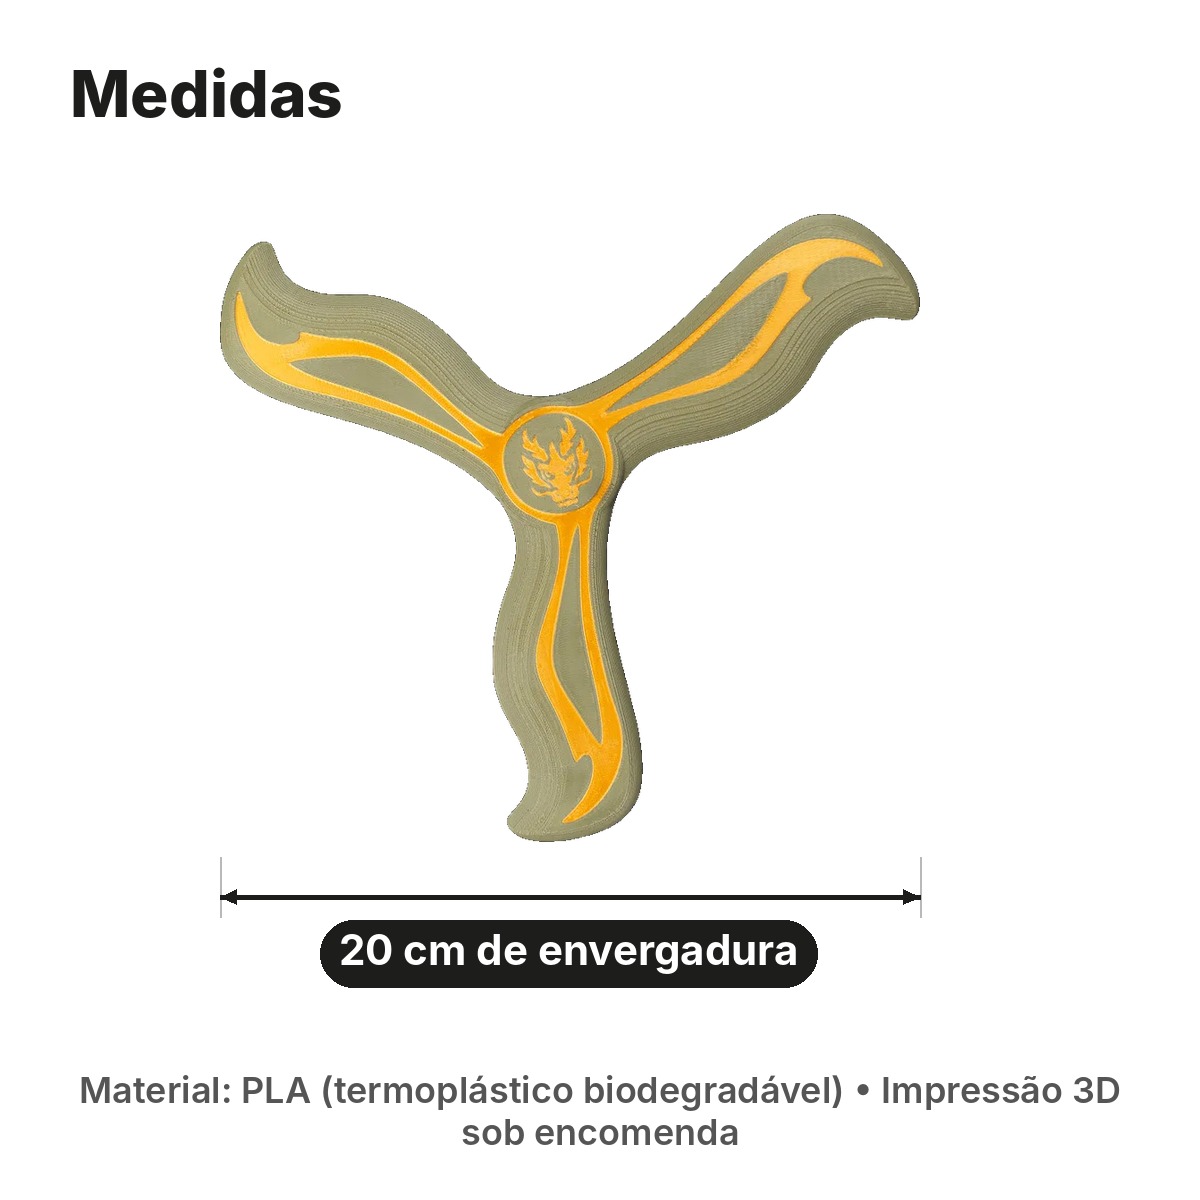 Medidas
20 cm de envergadura
Material: PLA (termoplástico biodegradável) • Impressão 3D
sob encomenda